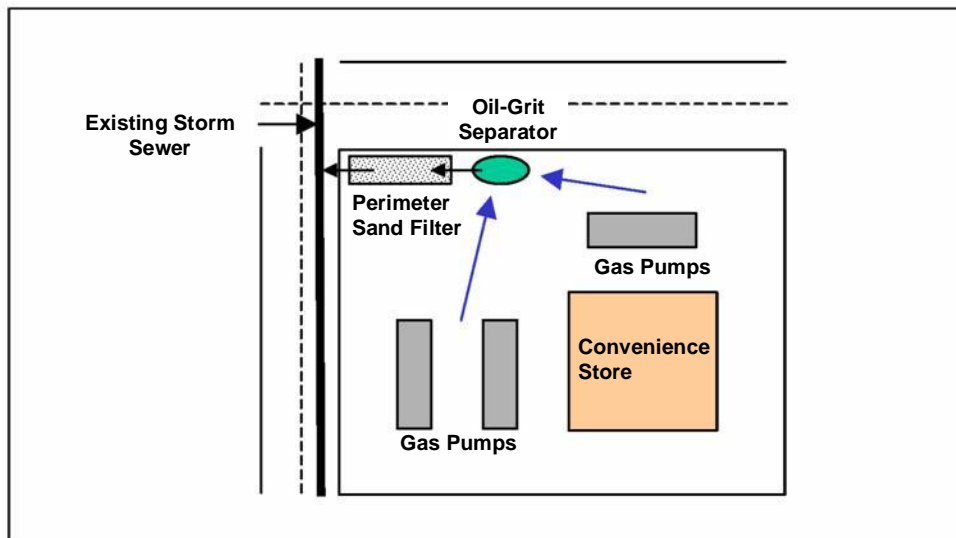 Existing Storm
Sewer
Oil-Grit
Separator
Perimeter
Sand Filter
Gas Pumps
Convenience
Store
Gas Pumps